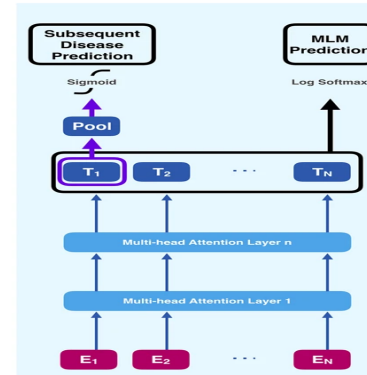 Subsequent
Disease
Prediction
MLM
Prediction
Sigmoid
Log Softmax
Pool
T1 T2 ... TN
Multi-head Attention Layer n
Multi-head Attention Layer 1
E1 E2 ... EN